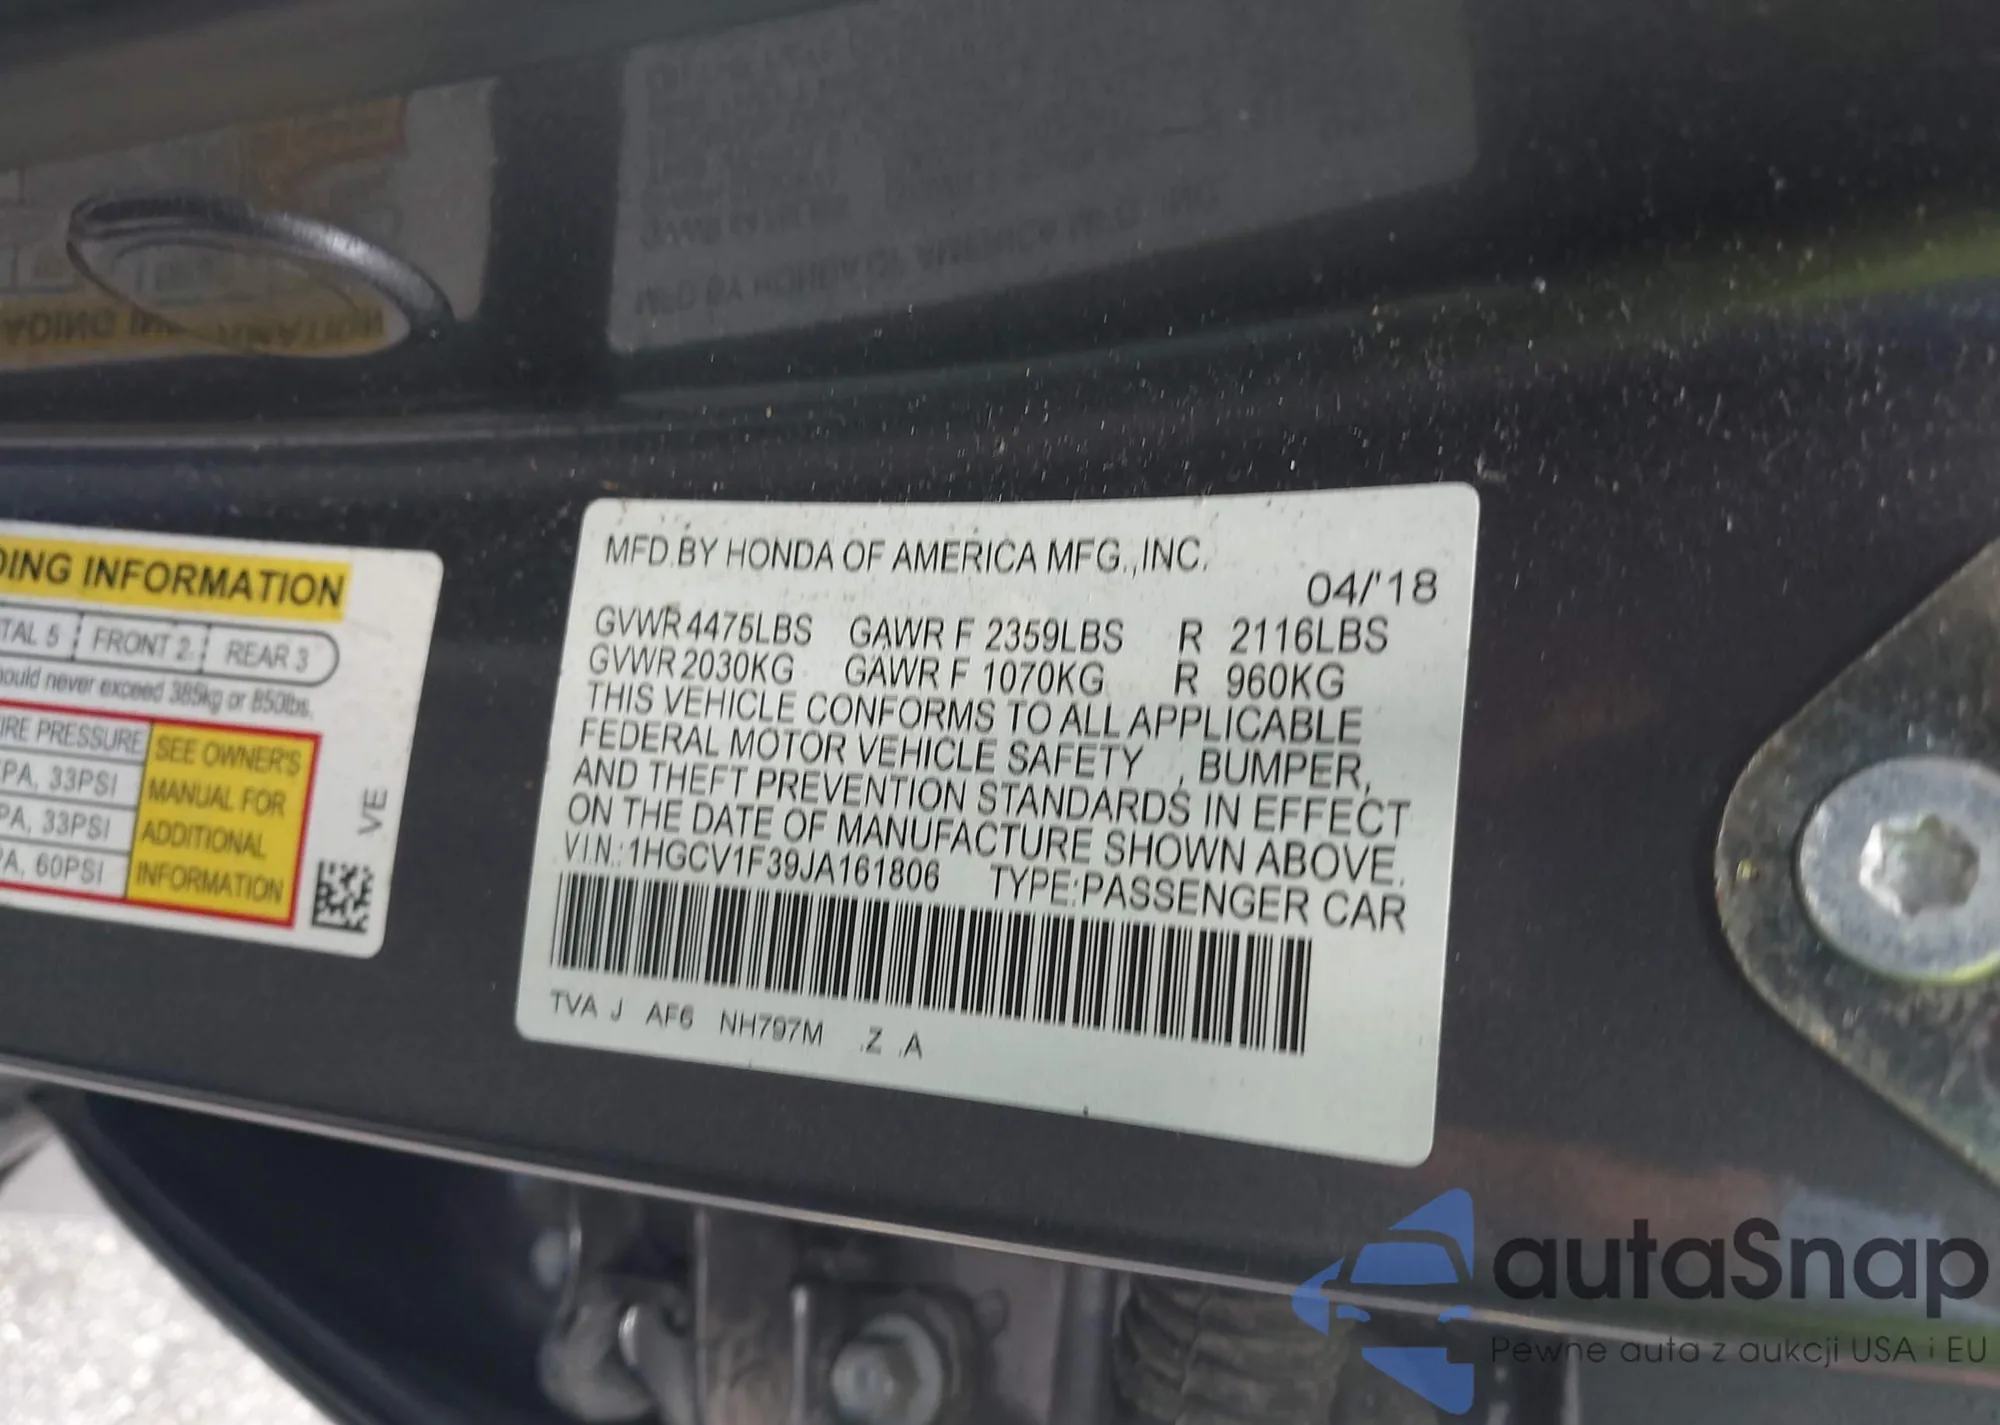 DING INFORMATION
TAL 5 FRONT 2 REAR 3
ould never exceed 385kg or 850lbs.
IRE PRESSURE
PA, 33PSI
PA, 33PSI
A, 60PSI
SEE OWNER'S
MANUAL FOR
ADDITIONAL
INFORMATION
VE
MFD.BY HONDA OF AMERICA MFG.,INC.
04/'18
GVWR 4475LBS GAWR F 2359LBS R 2116LBS
GVWR 2030KG GAWR F 1070KG R 960KG
THIS VEHICLE CONFORMS TO ALL APPLICABLE
FEDERAL MOTOR VEHICLE SAFETY , BUMPER,
AND THEFT PREVENTION STANDARDS IN EFFECT
ON THE DATE OF MANUFACTURE SHOWN ABOVE.
V.I.N.:1HGCV1F39JA161806 TYPE:PASSENGER CAR
TVA J AF6 NH797M .Z .A
autaSnap
Pewne auta z aukcji USA i EU